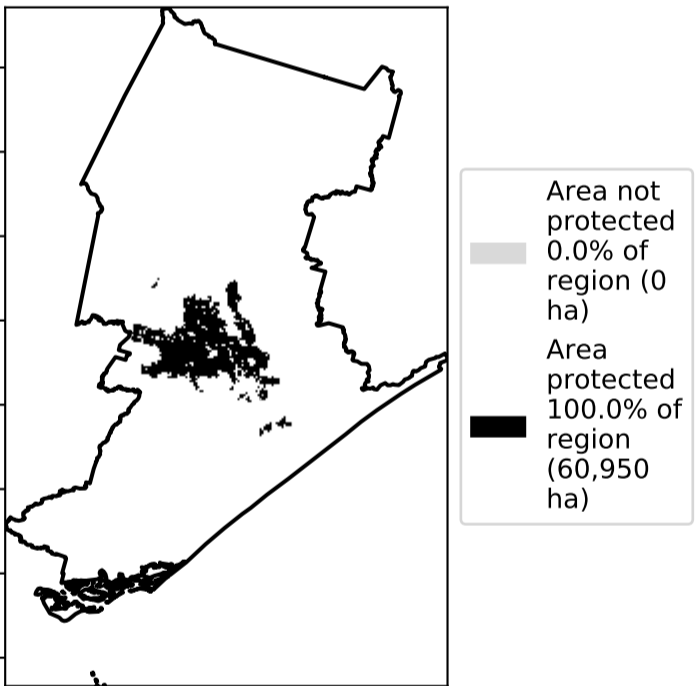 Area not
protected
0.0% of
region (0
ha)
Area
protected
100.0% of
region
(60,950
ha)